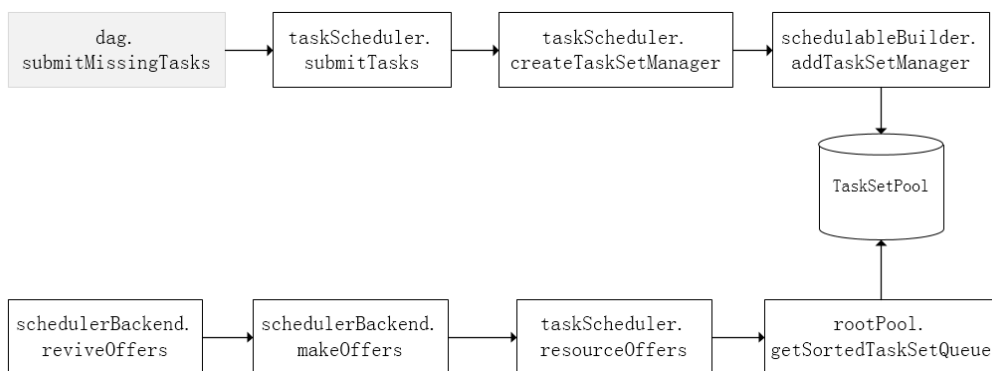 dag.
submitMissingTasks
taskScheduler.
submitTasks
taskScheduler.
createTaskSetManager
schedulableBuilder.
addTaskSetManager
TaskSetPool
schedulerBackend.
reviveOffers
schedulerBackend.
makeOffers
taskScheduler.
resourceOffers
rootPool.
getSortedTaskSetQueue